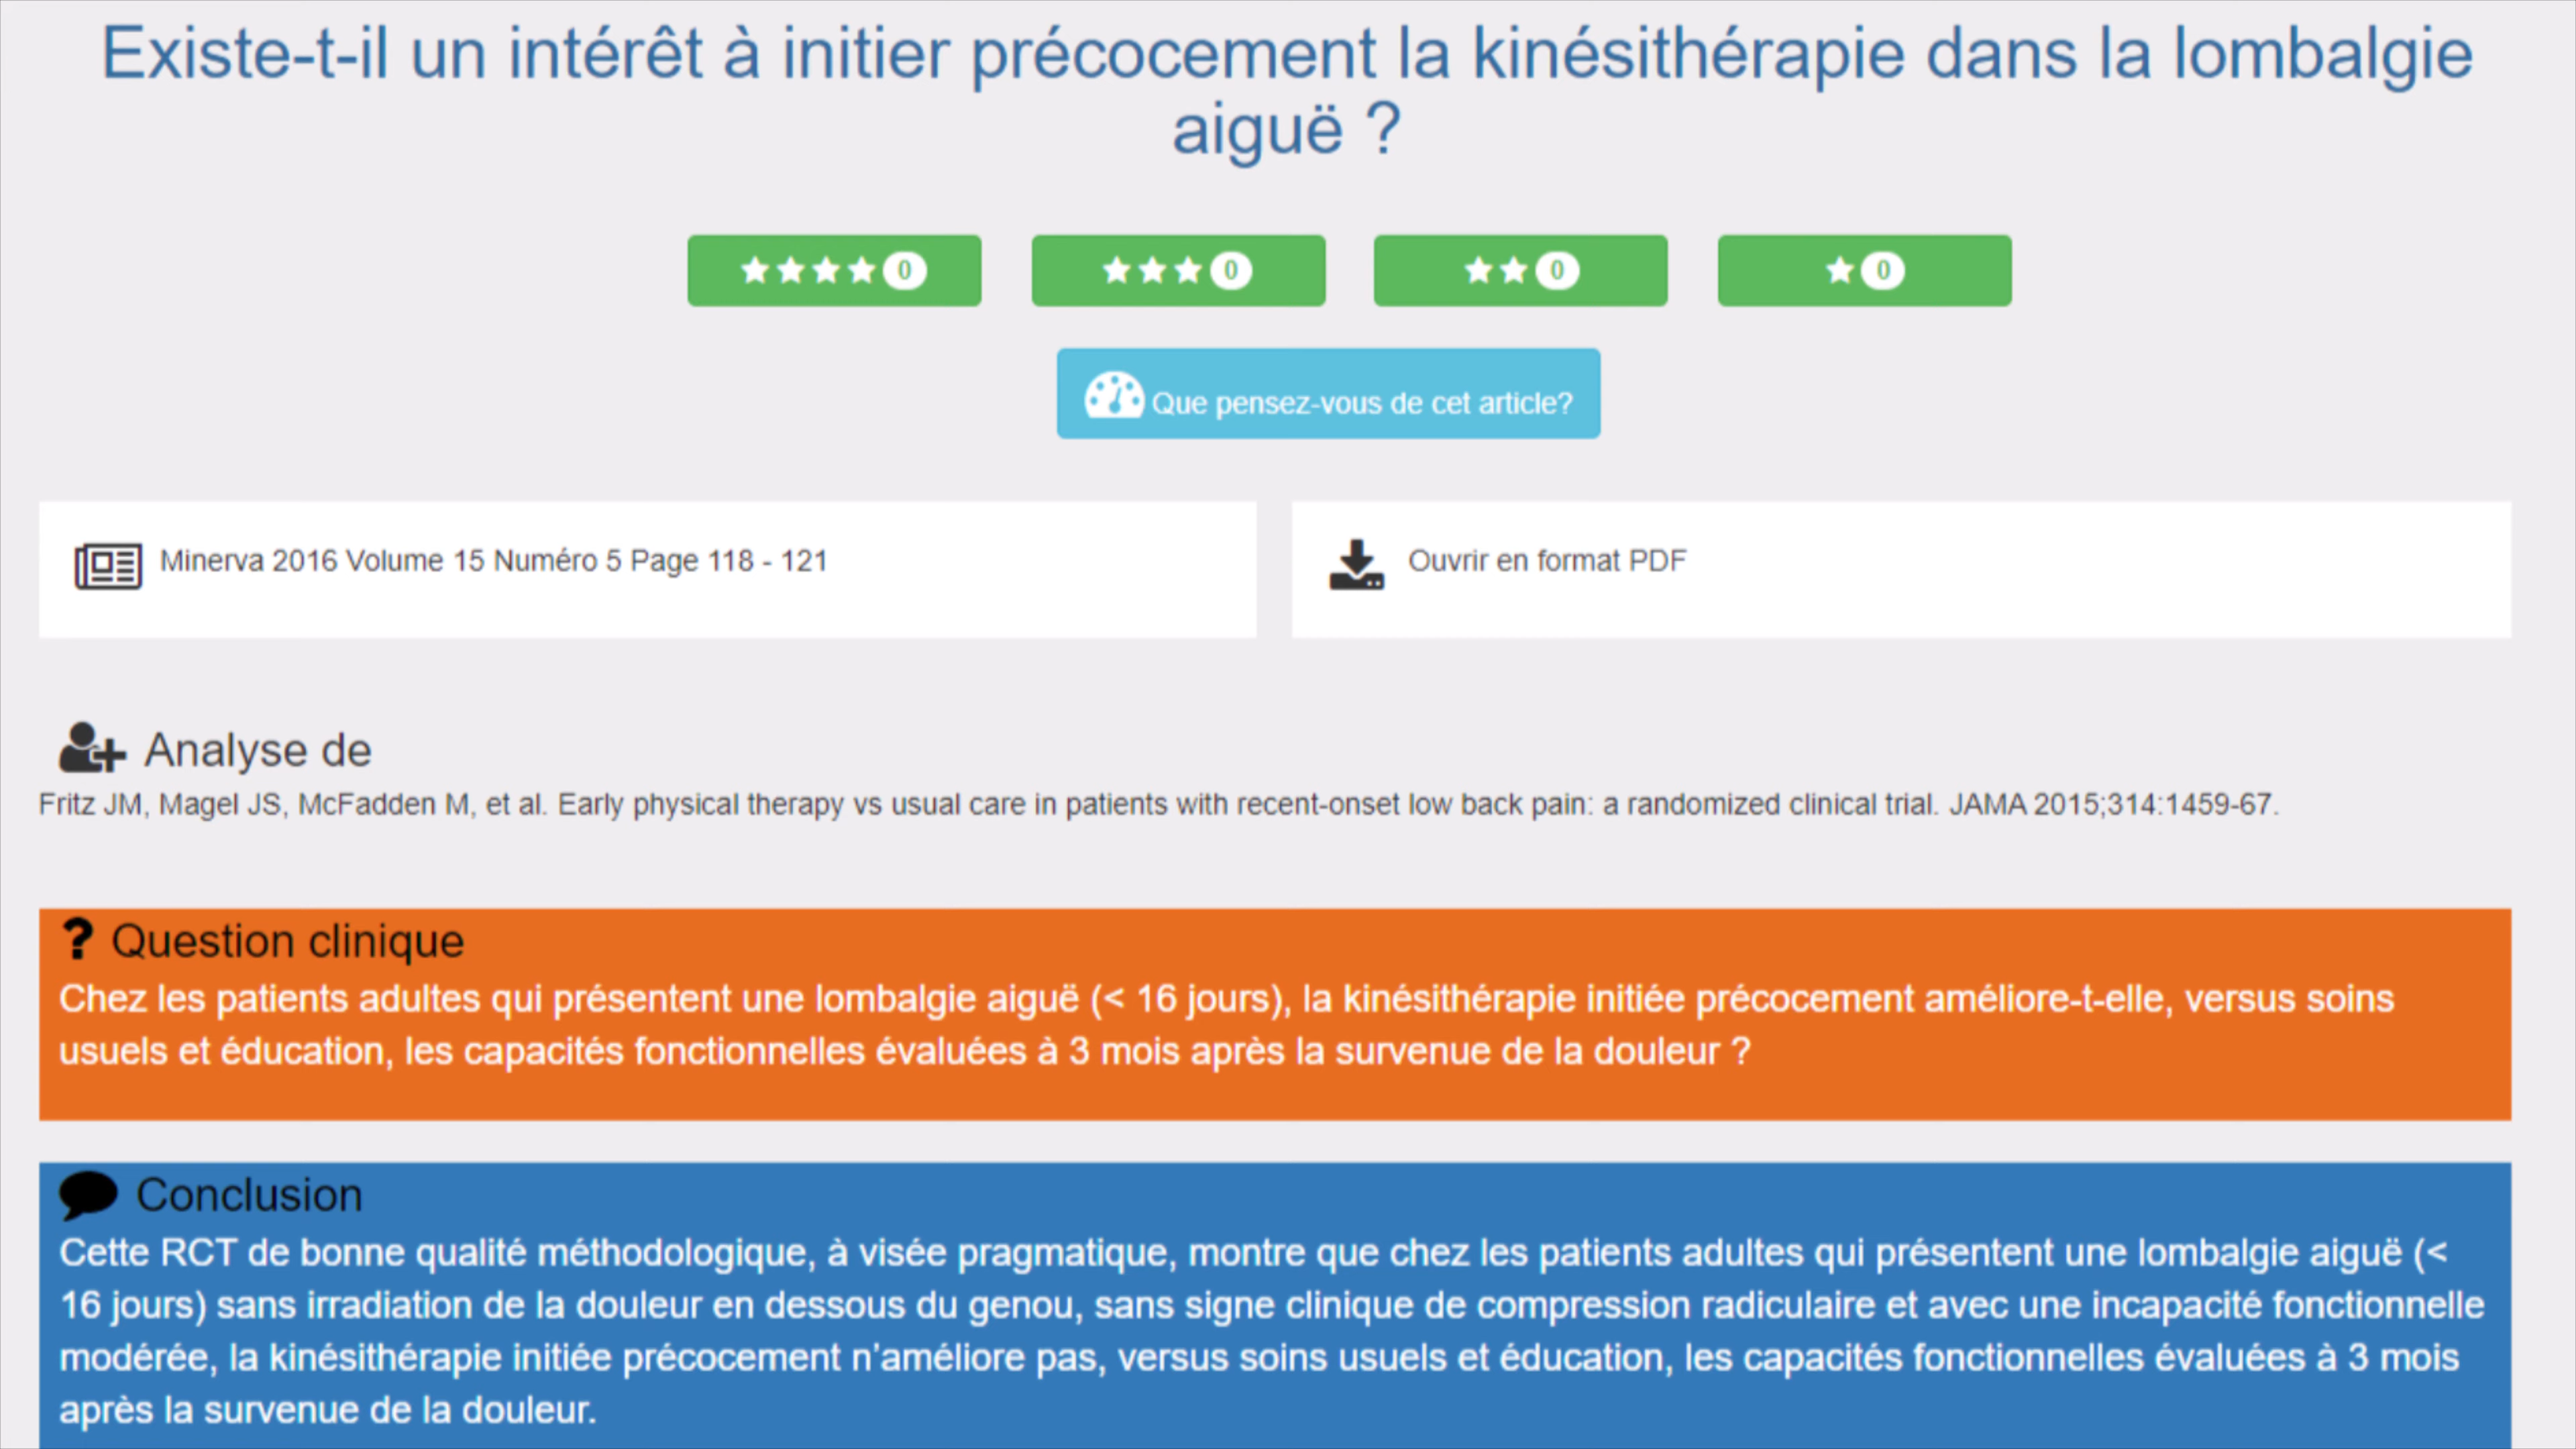 Existe-t-il un intérêt à initier précocement la kinésithérapie dans la lombalgie
aiguë ?
★★★★ 0 ★★★ 0 ★★ 0 ★ 0
Que pensez-vous de cet article?
Minerva 2016 Volume 15 Numéro 5 Page 118 - 121
Ouvrir en format PDF
Analyse de
Fritz JM, Magel JS, McFadden M, et al. Early physical therapy vs usual care in patients with recent-onset low back pain: a randomized clinical trial. JAMA 2015;314:1459-67.
? Question clinique
Chez les patients adultes qui présentent une lombalgie aiguë (< 16 jours), la kinésithérapie initiée précocement améliore-t-elle, versus soins
usuels et éducation, les capacités fonctionnelles évaluées à 3 mois après la survenue de la douleur ?
Conclusion
Cette RCT de bonne qualité méthodologique, à visée pragmatique, montre que chez les patients adultes qui présentent une lombalgie aiguë (<
16 jours) sans irradiation de la douleur en dessous du genou, sans signe clinique de compression radiculaire et avec une incapacité fonctionnelle
modérée, la kinésithérapie initiée précocement n'améliore pas, versus soins usuels et éducation, les capacités fonctionnelles évaluées à 3 mois
après la survenue de la douleur.